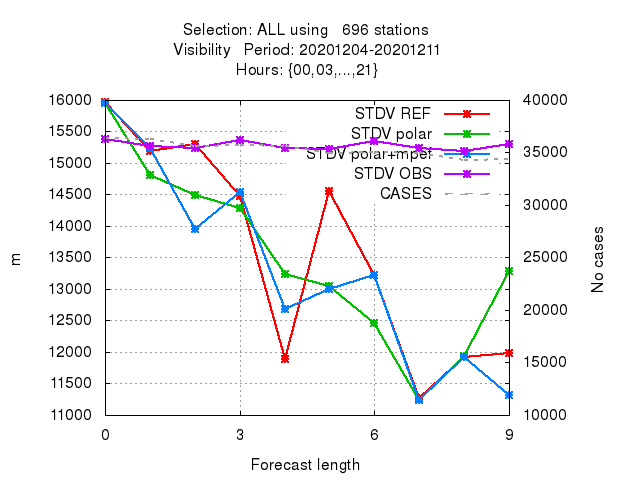 Selection: ALL using 696 stations
Visibility Period: 20201204-20201211
Hours: {00,03,...,21}
16000
15500
15000
14500
14000
13500
13000
12500
12000
11500
11000
m
STDV REF
STDV polar
STDV polar+mpef
STDV OBS
CASES
40000
35000
30000
25000
20000
15000
10000
No cases
0 3 6 9
Forecast length